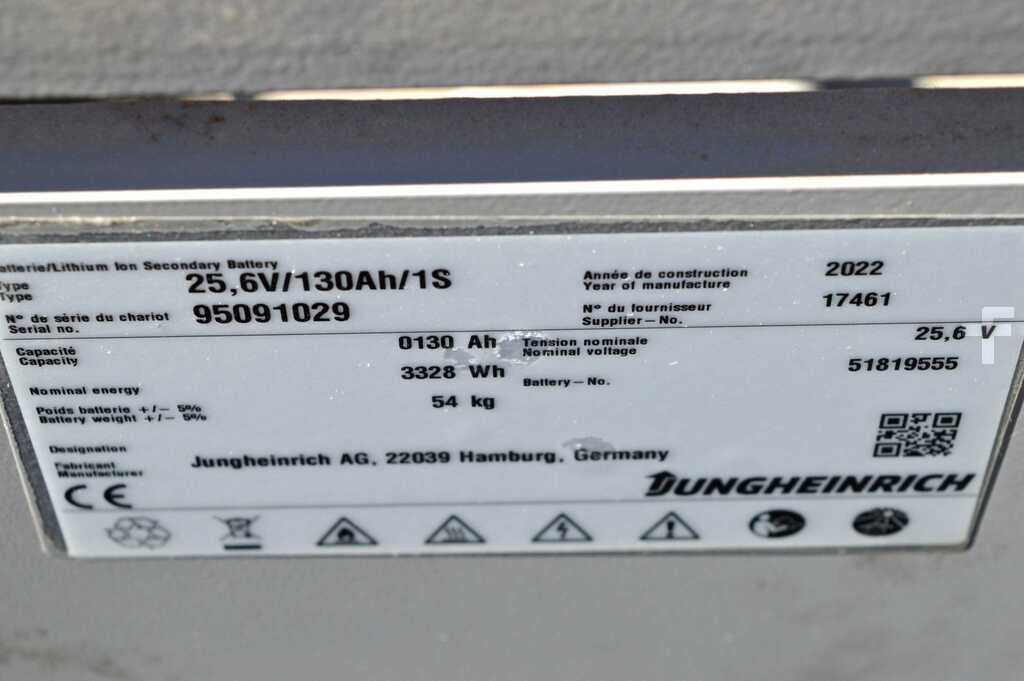 atterie/Lithium Ion Secondary Battery
Type 25,6V/130Ah/1S
Type
Année de construction 2022
Year of manufacture
N° de série du chariot 95091029
Serial no.
N° du fournisseur 17461
Supplier-No.
Capacité 0130 Ah
Capacity
Tension nominale 25,6 V
Nominal voltage
Nominal energy 3328 Wh
Battery-No. 51819555
Poids batterie +/- 5% 54 kg
Battery weight +/- 5%
Designation
Fabricant Jungheinrich AG, 22039 Hamburg, Germany
Manufacturer
CE
JUNGHEINRICH
F